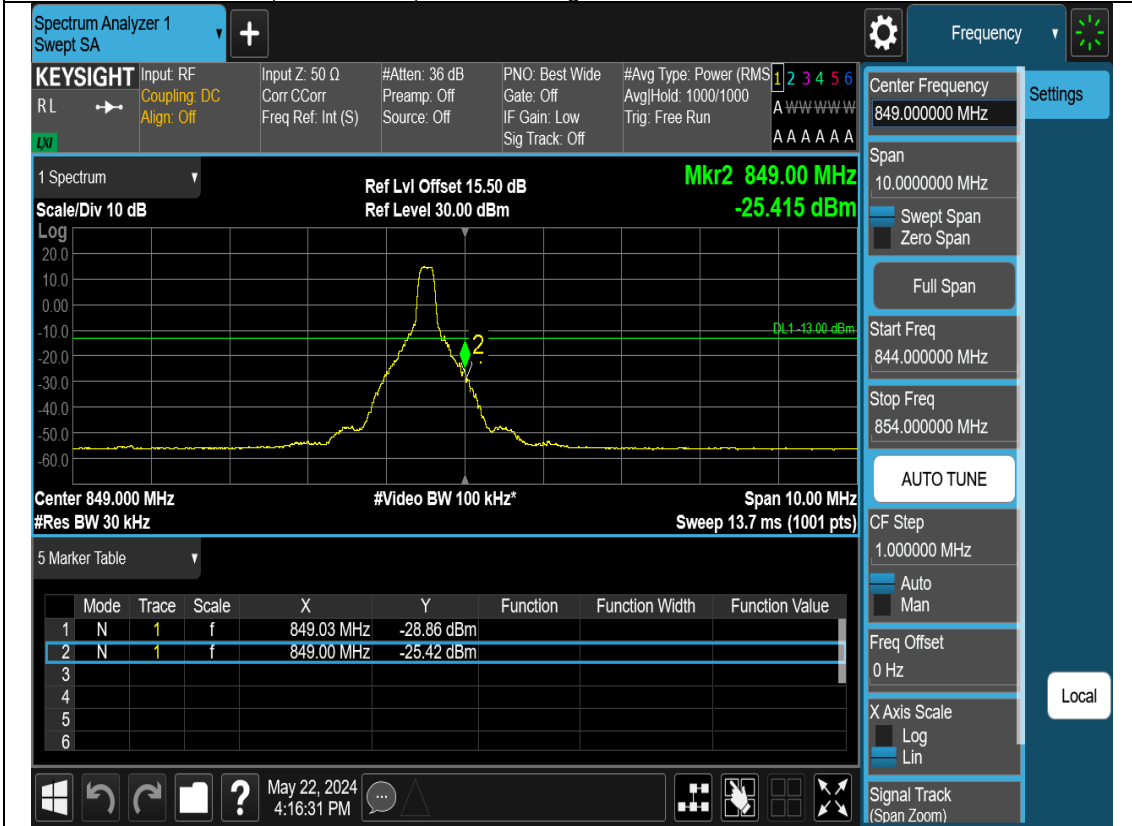 Spectrum Analyzer 1
Swept SA
+
Frequency
KEYSIGHT
R L
LXI
Input: RF
Coupling: DC
Align: Off
Input Z: 50 Ω
Corr CCorr
Freq Ref: Int (S)
#Atten: 36 dB
Preamp: Off
Source: Off
PNO: Best Wide
Gate: Off
IF Gain: Low
Sig Track: Off
#Avg Type: Power (RMS
Avg|Hold: 1000/1000
Trig: Free Run
1 2 3 4 5 6
A W W W W W
A A A A A A
1 Spectrum
Scale/Div 10 dB
Log
Ref Lvl Offset 15.50 dB
Ref Level 30.00 dBm
Mkr2 849.00 MHz
-25.415 dBm
20.0
10.0
0.00
-10.0
-20.0
-30.0
-40.0
-50.0
-60.0
DL1 -13.00 dBm
2
Center 849.000 MHz
#Res BW 30 kHz
#Video BW 100 kHz*
Span 10.00 MHz
Sweep 13.7 ms (1001 pts)
5 Marker Table
Mode Trace Scale X Y Function Function Width Function Value
1 N 1 f 849.03 MHz -28.86 dBm
2 N 1 f 849.00 MHz -25.42 dBm
3
4
5
6
May 22, 2024
4:16:31 PM
?
Center Frequency
849.000000 MHz
Settings
Span
10.0000000 MHz
Swept Span
Zero Span
Full Span
Start Freq
844.000000 MHz
Stop Freq
854.000000 MHz
AUTO TUNE
CF Step
1.000000 MHz
Auto
Man
Freq Offset
0 Hz
Local
X Axis Scale
Log
Lin
Signal Track
(Span Zoom)